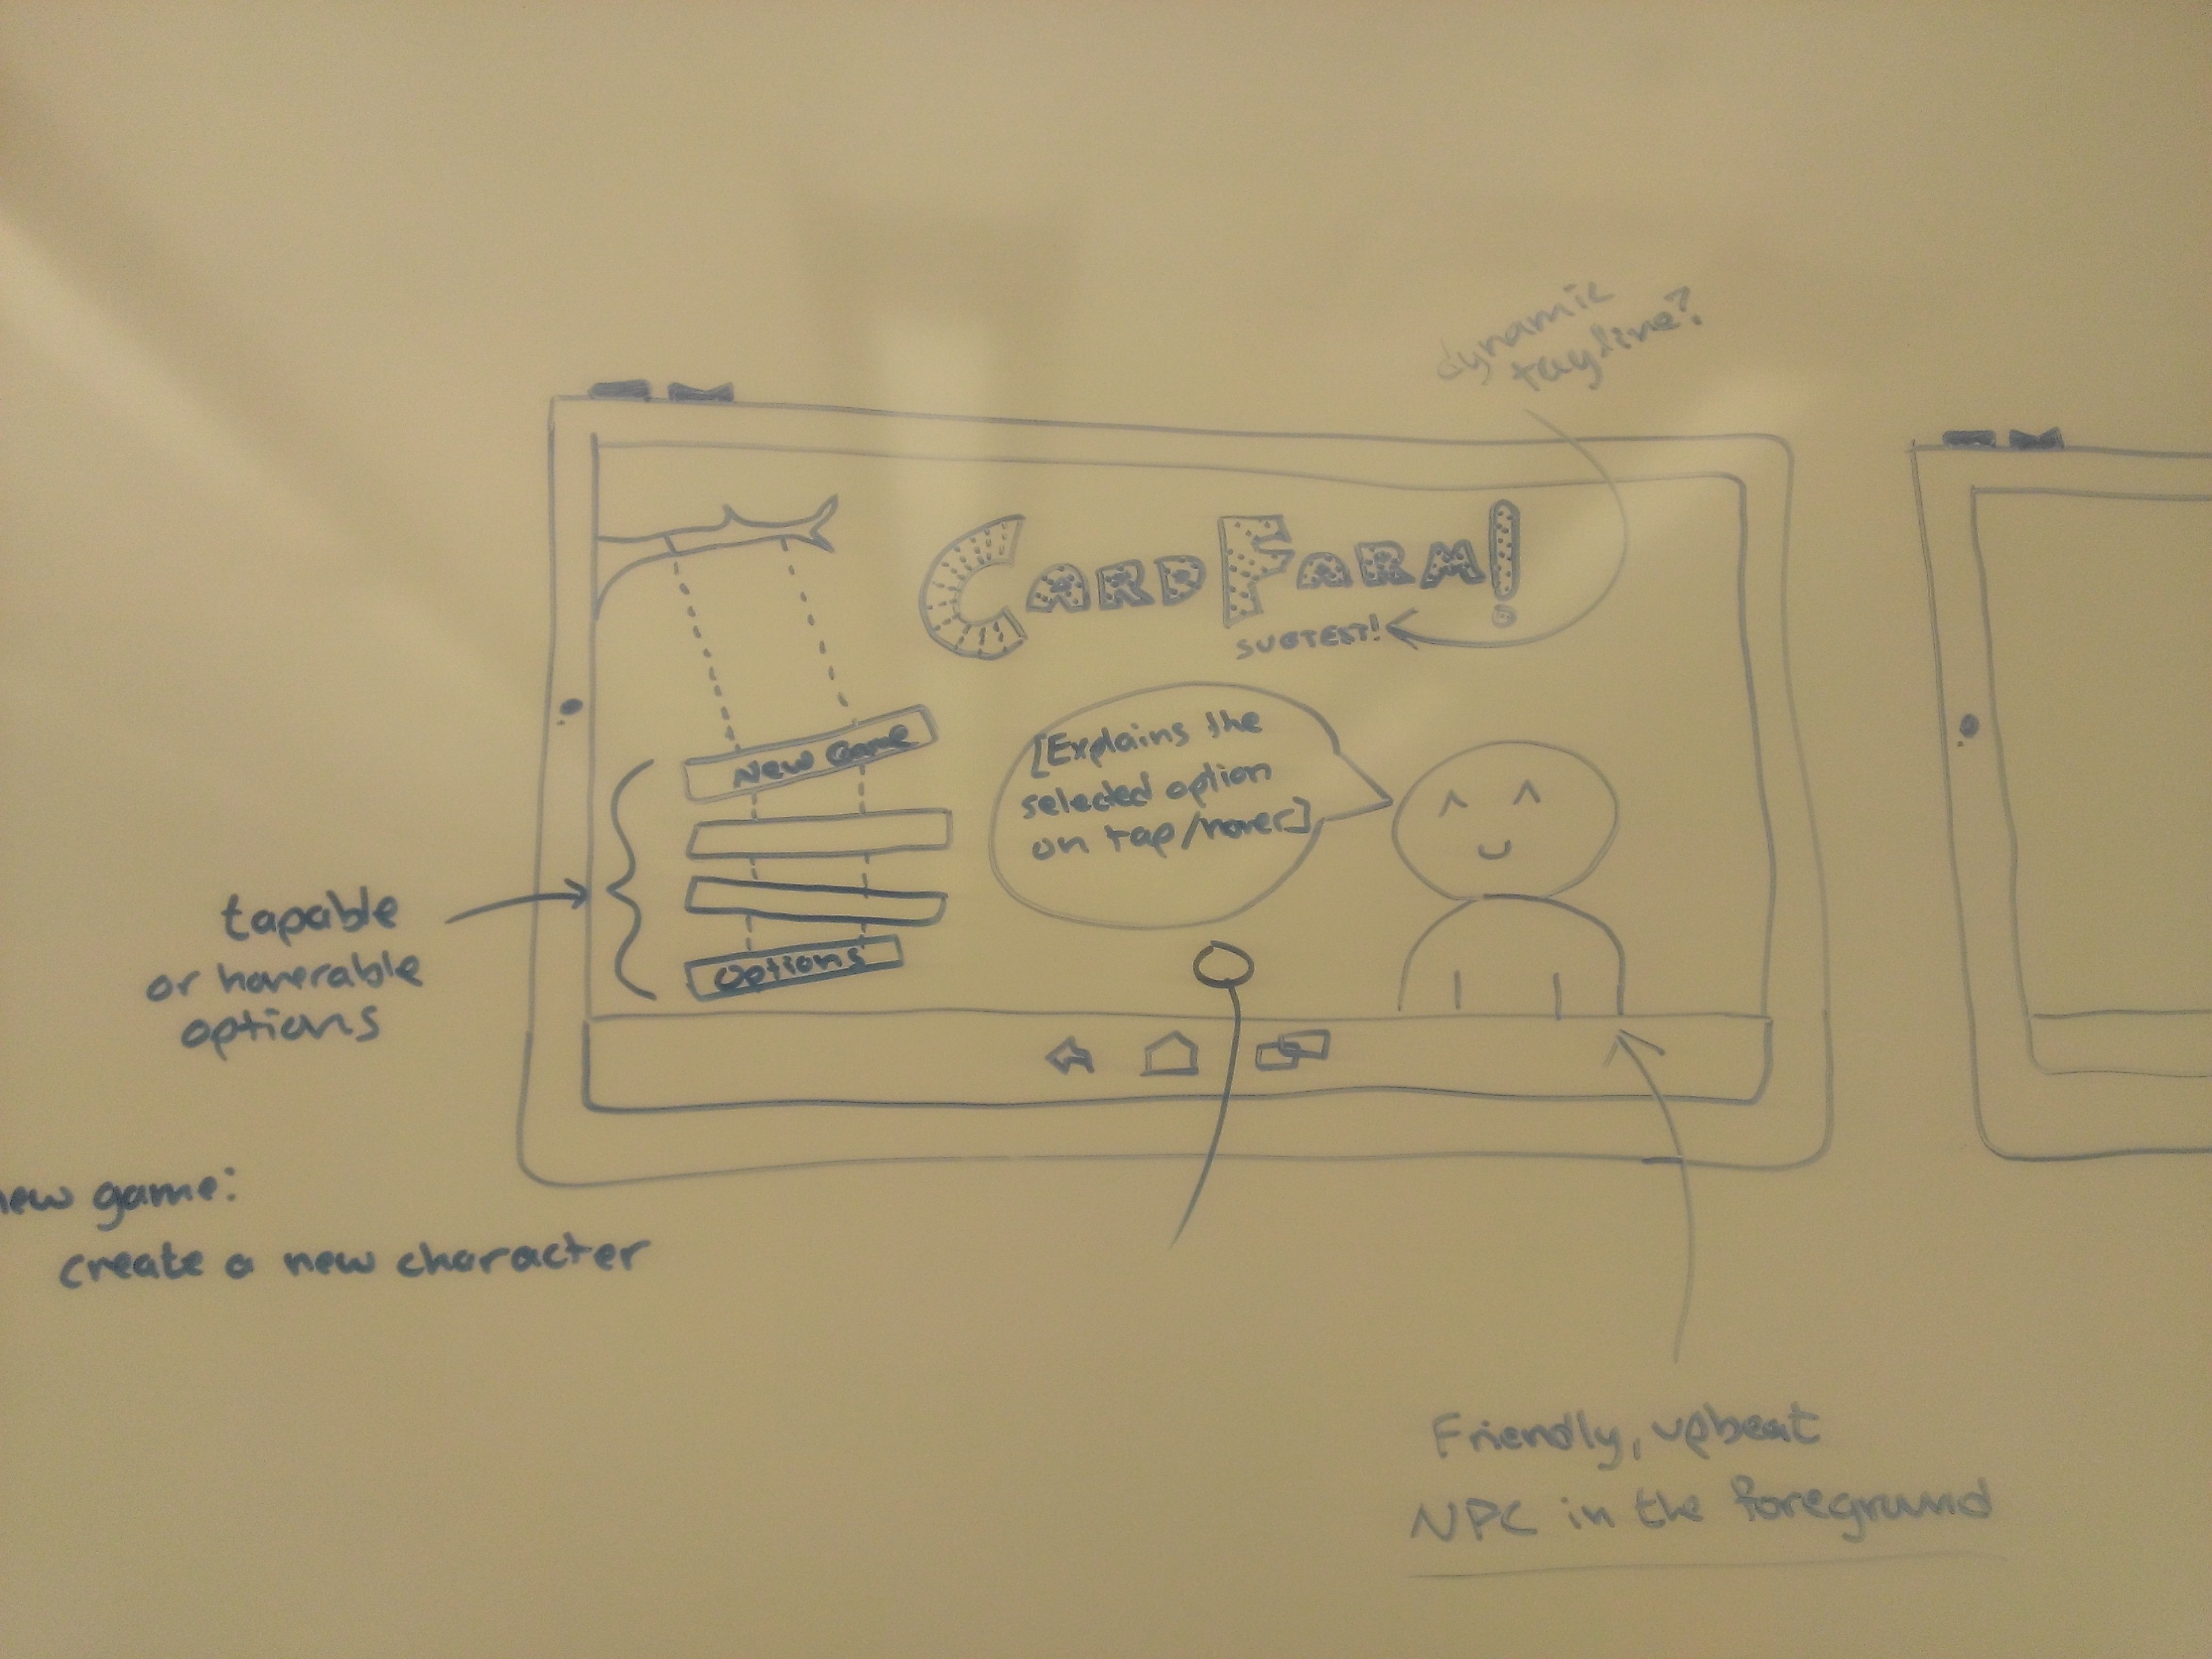 dynamic
tagline?
CARD FARM!
SUBTEXT!
New Game
[Explains the
selected option
on tap/hover]
Options
tapable
or hoverable
options
new game:
create a new character
Friendly, upbeat
NPC in the foreground